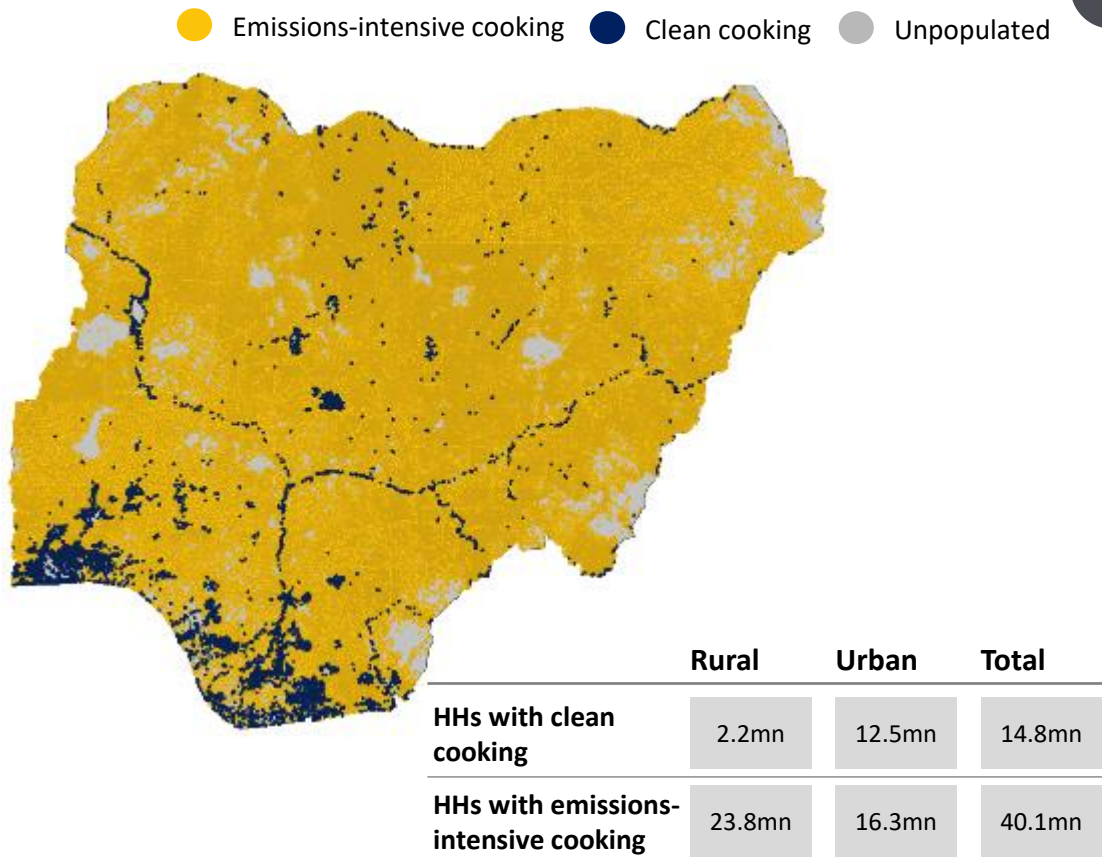 Emissions-intensive cooking Clean cooking Unpopulated
Rural Urban Total
HHs with clean
cooking
2.2mn 12.5mn 14.8mn
HHs with emissions-
intensive cooking
23.8mn 16.3mn 40.1mn